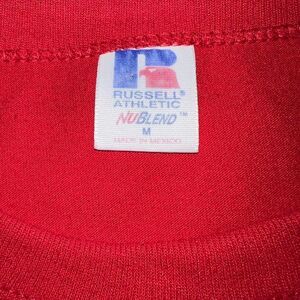 R
RUSSELL®
ATHLETIC
NUBLEND™
M
MADE IN MEXICO